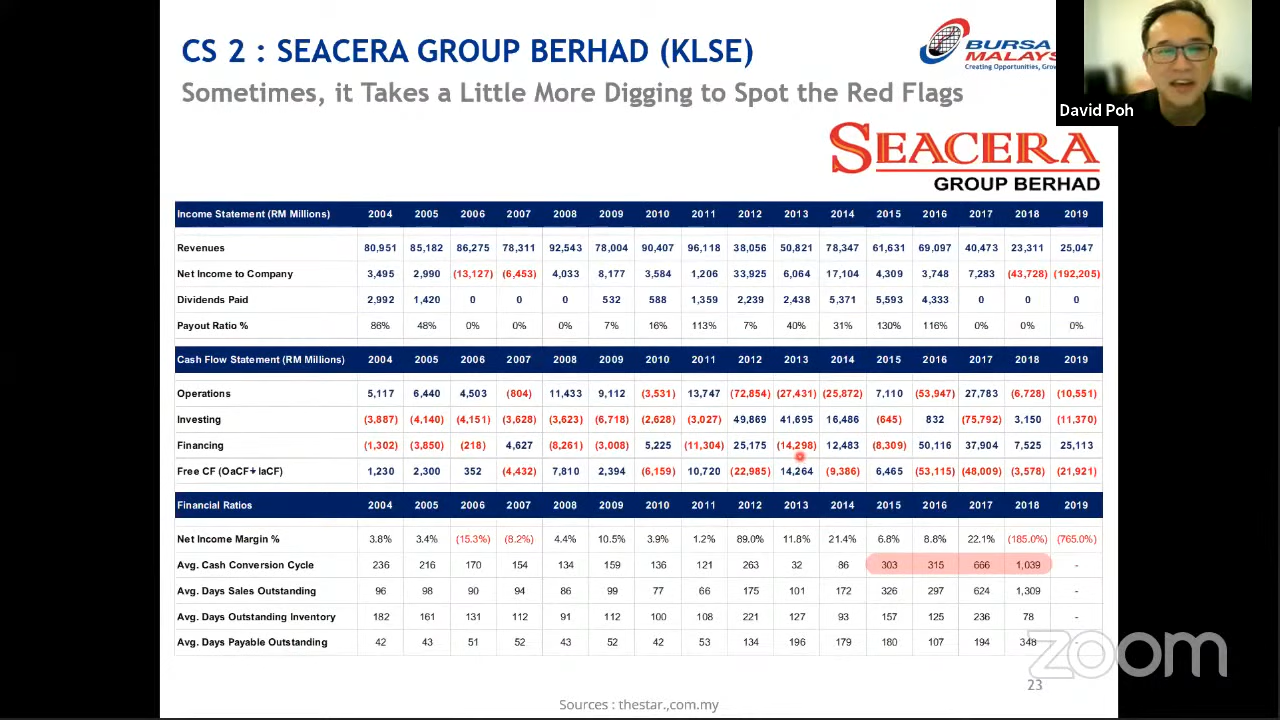 CS 2 : SEACERA GROUP BERHAD (KLSE)
Sometimes, it Takes a Little More Digging to Spot the Red Flags
BURSA
MALAYS
Creating Opportunities, Grow
David Poh
SEACERA
GROUP BERHAD
Income Statement (RM Millions) 2004 2005 2006 2007 2008 2009 2010 2011 2012 2013 2014 2015 2016 2017 2018 2019
Revenues 80,951 85,182 86,275 78,311 92,543 78,004 90,407 96,118 38,056 50,821 78,347 61,631 69,097 40,473 23,311 25,047
Net Income to Company 3,495 2,990 (13,127) (6,453) 4,033 8,177 3,584 1,206 33,925 6,064 17,104 4,309 3,748 7,283 (43,728) (192,205)
Dividends Paid 2,992 1,420 0 0 0 532 588 1,359 2,239 2,438 5,371 5,593 4,333 0 0 0
Payout Ratio % 86% 48% 0% 0% 0% 7% 16% 113% 7% 40% 31% 130% 116% 0% 0% 0%
Cash Flow Statement (RM Millions) 2004 2005 2006 2007 2008 2009 2010 2011 2012 2013 2014 2015 2016 2017 2018 2019
Operations 5,117 6,440 4,503 (804) 11,433 9,112 (3,531) 13,747 (72,854) (27,431) (25,872) 7,110 (53,947) 27,783 (6,728) (10,551)
Investing (3,887) (4,140) (4,151) (3,628) (3,623) (6,718) (2,628) (3,027) 49,869 41,695 16,486 (645) 832 (75,792) 3,150 (11,370)
Financing (1,302) (3,850) (218) 4,627 (8,261) (3,008) 5,225 (11,304) 25,175 (14,298) 12,483 (8,309) 50,116 37,904 7,525 25,113
Free CF (OaCF+ IaCF) 1,230 2,300 352 (4,432) 7,810 2,394 (6,159) 10,720 (22,985) 14,264 (9,386) 6,465 (53,115) (48,009) (3,578) (21,921)
Financial Ratios 2004 2005 2006 2007 2008 2009 2010 2011 2012 2013 2014 2015 2016 2017 2018 2019
Net Income Margin % 3.8% 3.4% (15.3%) (8.2%) 4.4% 10.5% 3.9% 1.2% 89.0% 11.8% 21.4% 6.8% 8.8% 22.1% (185.0%) (765.0%)
Avg. Cash Conversion Cycle 236 216 170 154 134 159 136 121 263 32 86 303 315 666 1,039 -
Avg. Days Sales Outstanding 96 98 90 94 86 99 77 66 175 101 172 326 297 624 1,309 -
Avg. Days Outstanding Inventory 182 161 131 112 91 112 100 108 221 127 93 157 125 236 78 -
Avg. Days Payable Outstanding 42 43 51 52 43 52 42 53 134 196 179 180 107 194 348 -
zoom
23
Sources : thestar.,com.my